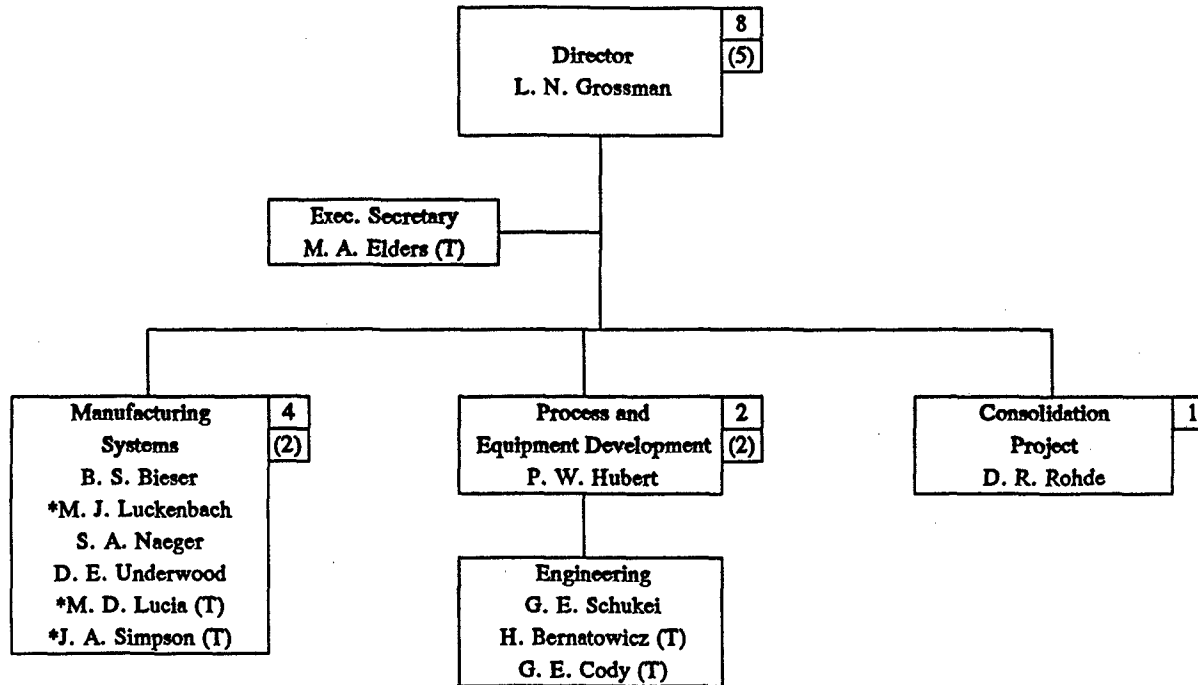 8
(5)
Director
L. N. Grossman
Exec. Secretary
M. A. Elders (T)
Manufacturing
Systems
4
(2)
B. S. Bieser
*M. J. Luckenbach
S. A. Naeger
D. E. Underwood
*M. D. Lucia (T)
*J. A. Simpson (T)
Process and
Equipment Development
2
(2)
P. W. Hubert
Engineering
G. E. Schukei
H. Bernatowicz (T)
G. E. Cody (T)
Consolidation
Project
1
D. R. Rohde